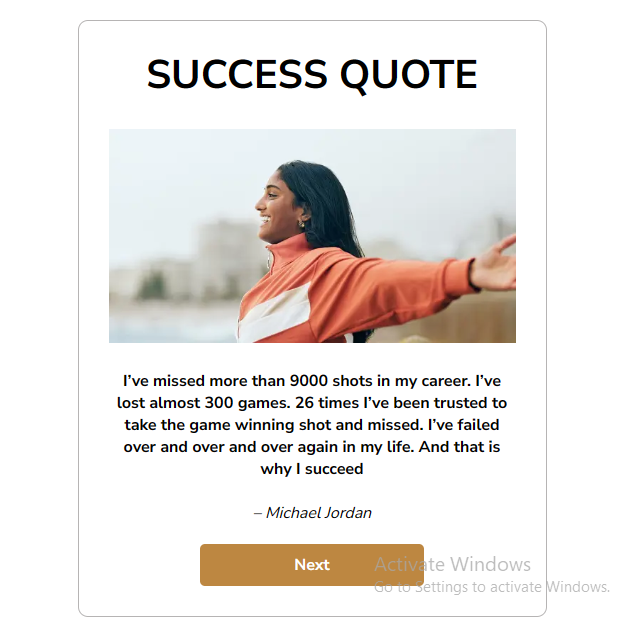 SUCCESS QUOTE
I’ve missed more than 9000 shots in my career. I’ve
lost almost 300 games. 26 times I’ve been trusted to
take the game winning shot and missed. I’ve failed
over and over and over again in my life. And that is
why I succeed
– Michael Jordan
Next
Activate Windows
Go to Settings to activate Windows.